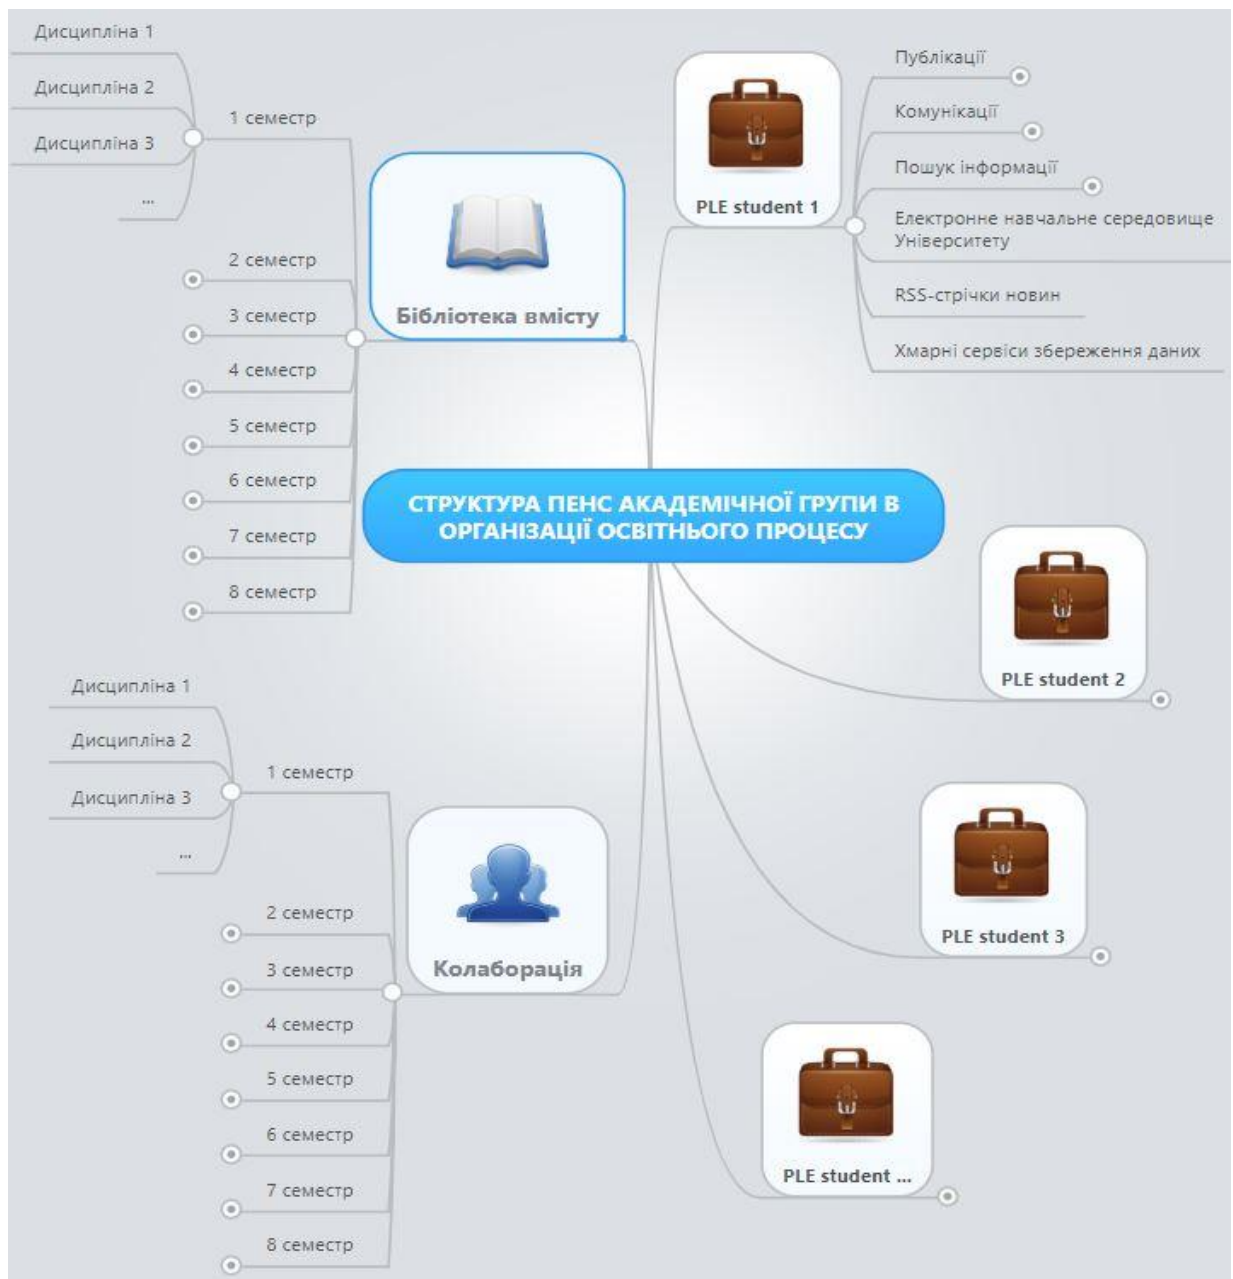 СТРУКТУРА ПЕНС АКАДЕМІЧНОЇ ГРУПИ В
ОРГАНІЗАЦІЇ ОСВІТНЬОГО ПРОЦЕСУ
Бібліотека вмісту
1 семестр
Дисципліна 1
Дисципліна 2
Дисципліна 3
...
2 семестр
3 семестр
4 семестр
5 семестр
6 семестр
7 семестр
8 семестр
Колаборація
1 семестр
Дисципліна 1
Дисципліна 2
Дисципліна 3
...
2 семестр
3 семестр
4 семестр
5 семестр
6 семестр
7 семестр
8 семестр
PLE student 1
Публікації
Комунікації
Пошук інформації
Електронне навчальне середовище
Університету
RSS-стрічки новин
Хмарні сервіси збереження даних
PLE student 2
PLE student 3
PLE student ...